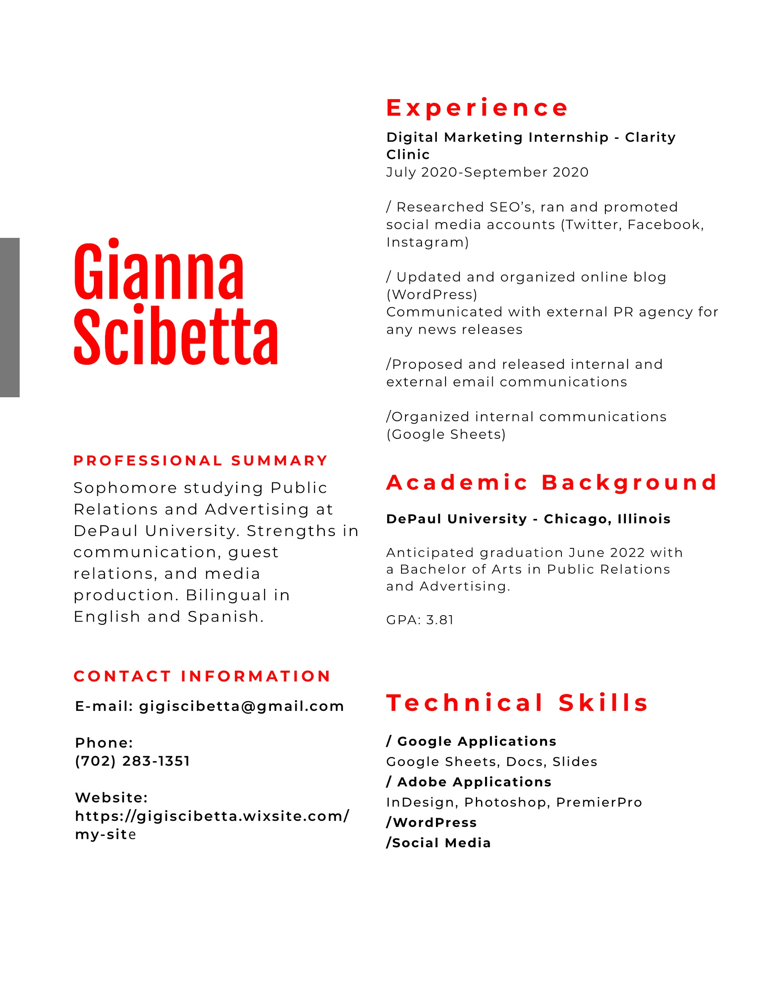 Gianna
Scibetta
PROFESSIONAL SUMMARY
Sophomore studying Public
Relations and Advertising at
DePaul University. Strengths in
communication, guest
relations, and media
production. Bilingual in
English and Spanish.
CONTACT INFORMATION
E-mail: gigiscibetta@gmail.com
Phone:
(702) 283-1351
Website:
https://gigiscibetta.wixsite.com/
my-site
Experience
Digital Marketing Internship - Clarity
Clinic
July 2020-September 2020
/ Researched SEO’s, ran and promoted
social media accounts (Twitter, Facebook,
Instagram)
/ Updated and organized online blog
(WordPress)
Communicated with external PR agency for
any news releases
/Proposed and released internal and
external email communications
/Organized internal communications
(Google Sheets)
Academic Background
DePaul University - Chicago, Illinois
Anticipated graduation June 2022 with
a Bachelor of Arts in Public Relations
and Advertising.
GPA: 3.81
Technical Skills
/ Google Applications
Google Sheets, Docs, Slides
/ Adobe Applications
InDesign, Photoshop, PremierPro
/WordPress
/Social Media